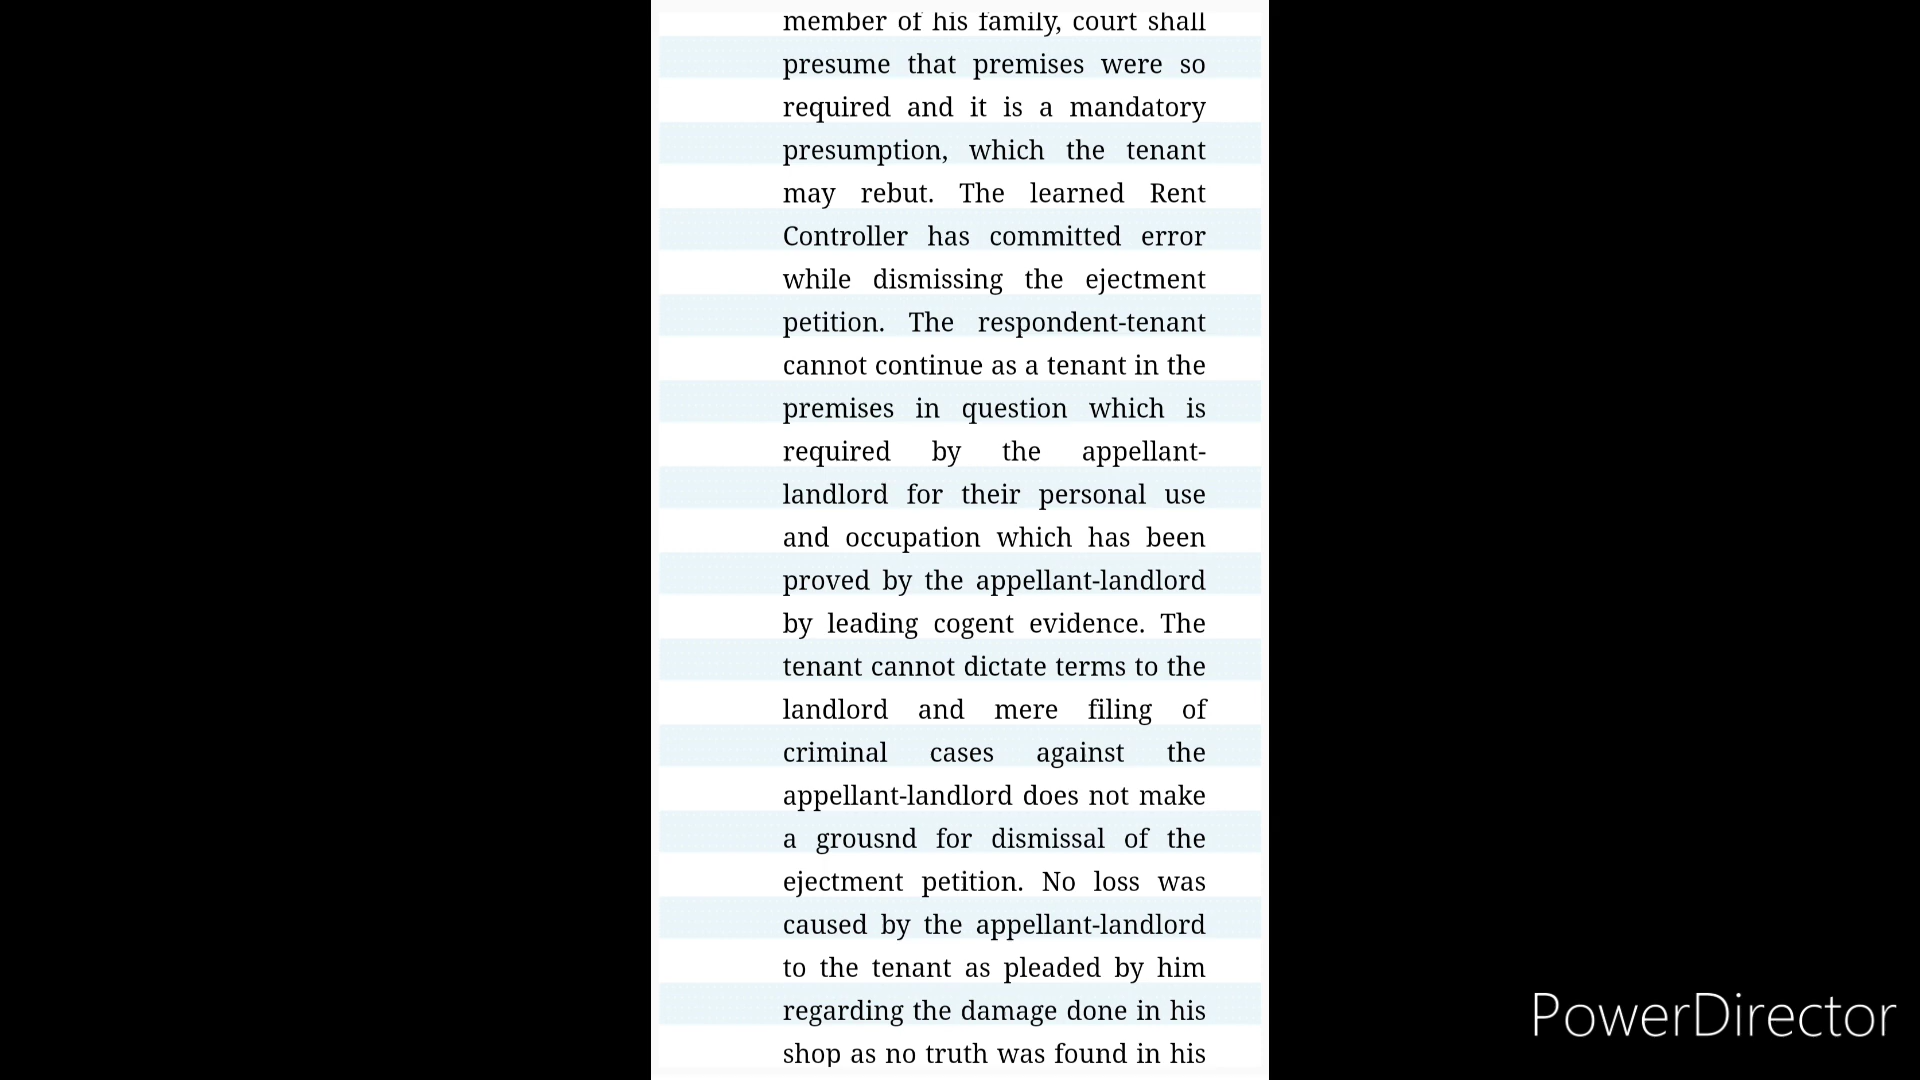 member of his family, court shall
presume that premises were so
required and it is a mandatory
presumption, which the tenant
may rebut. The learned Rent
Controller has committed error
while dismissing the ejectment
petition. The respondent-tenant
cannot continue as a tenant in the
premises in question which is
required by the appellant-
landlord for their personal use
and occupation which has been
proved by the appellant-landlord
by leading cogent evidence. The
tenant cannot dictate terms to the
landlord and mere filing of
criminal cases against the
appellant-landlord does not make
a grousnd for dismissal of the
ejectment petition. No loss was
caused by the appellant-landlord
to the tenant as pleaded by him
regarding the damage done in his
shop as no truth was found in his
PowerDirector